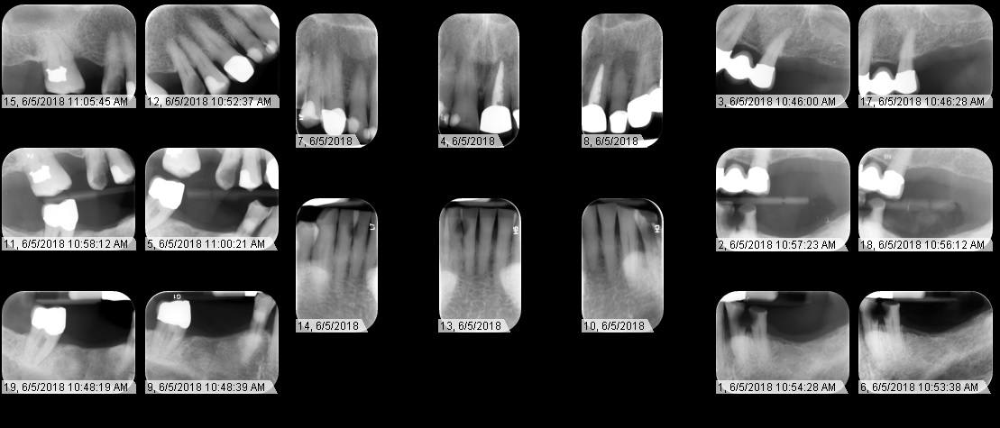 15, 6/5/2018 11:05:45 AM
12, 6/5/2018 10:52:37 AM
7, 6/5/2018
4, 6/5/2018
8, 6/5/2018
3, 6/5/2018 10:46:00 AM
17, 6/5/2018 10:46:28 AM
11, 6/5/2018 10:58:12 AM
5, 6/5/2018 11:00:21 AM
2, 6/5/2018 10:57:23 AM
18, 6/5/2018 10:56:12 AM
14, 6/5/2018
13, 6/5/2018
10, 6/5/2018
G1
19, 6/5/2018 10:48:19 AM
9, 6/5/2018 10:48:39 AM
1, 6/5/2018 10:54:28 AM
6, 6/5/2018 10:53:38 AM